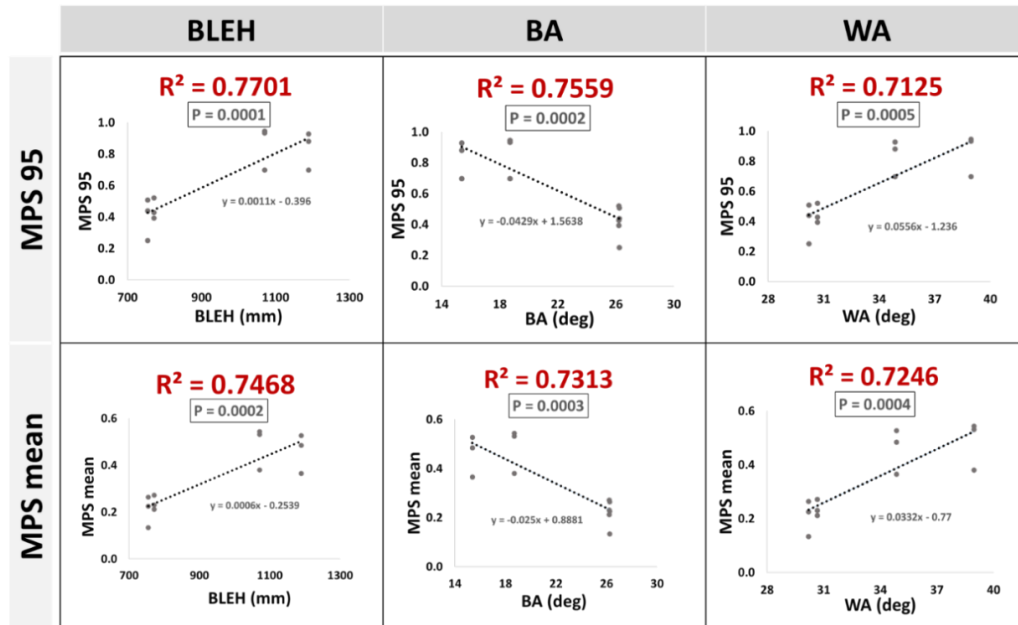 BLEH BA WA
MPS 95
R² = 0.7701
P = 0.0001
MPS 95
1.0
0.8
0.6
0.4
0.2
0.0
y = 0.0011x - 0.396
700 900 1100 1300
BLEH (mm)
R² = 0.7559
P = 0.0002
MPS 95
1.0
0.8
0.6
0.4
0.2
0.0
y = -0.0429x + 1.5638
14 18 22 26 30
BA (deg)
R² = 0.7125
P = 0.0005
MPS 95
1.0
0.8
0.6
0.4
0.2
0.0
y = 0.0556x - 1.236
28 31 34 37 40
WA (deg)
MPS mean
R² = 0.7468
P = 0.0002
MPS mean
0.6
0.4
0.2
0.0
y = 0.0006x - 0.2539
700 900 1100 1300
BLEH (mm)
R² = 0.7313
P = 0.0003
MPS mean
0.6
0.4
0.2
0.0
y = -0.025x + 0.8881
14 18 22 26 30
BA (deg)
R² = 0.7246
P = 0.0004
MPS mean
0.6
0.4
0.2
0.0
y = 0.0332x - 0.77
28 31 34 37 40
WA (deg)